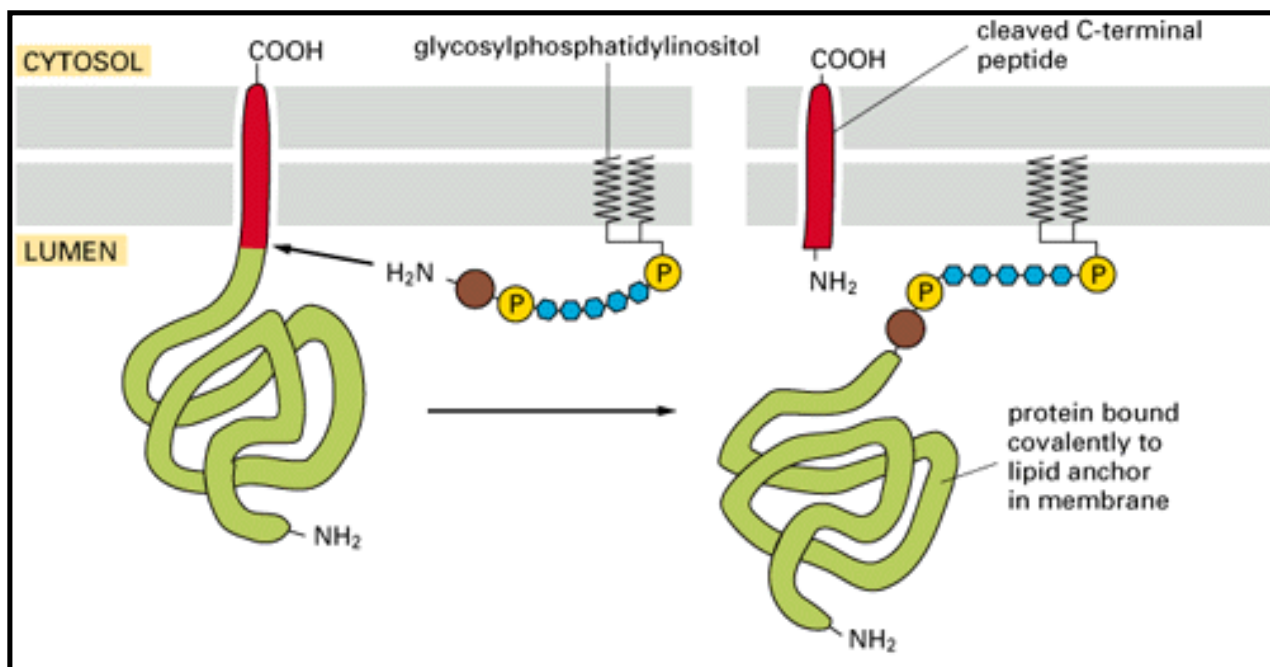 CYTOSOL
COOH
glycosylphosphatidylinositol
COOH
cleaved C-terminal
peptide
LUMEN
H₂N
P
P
NH₂
P
P
NH₂
protein bound
covalently to
lipid anchor
in membrane
NH₂